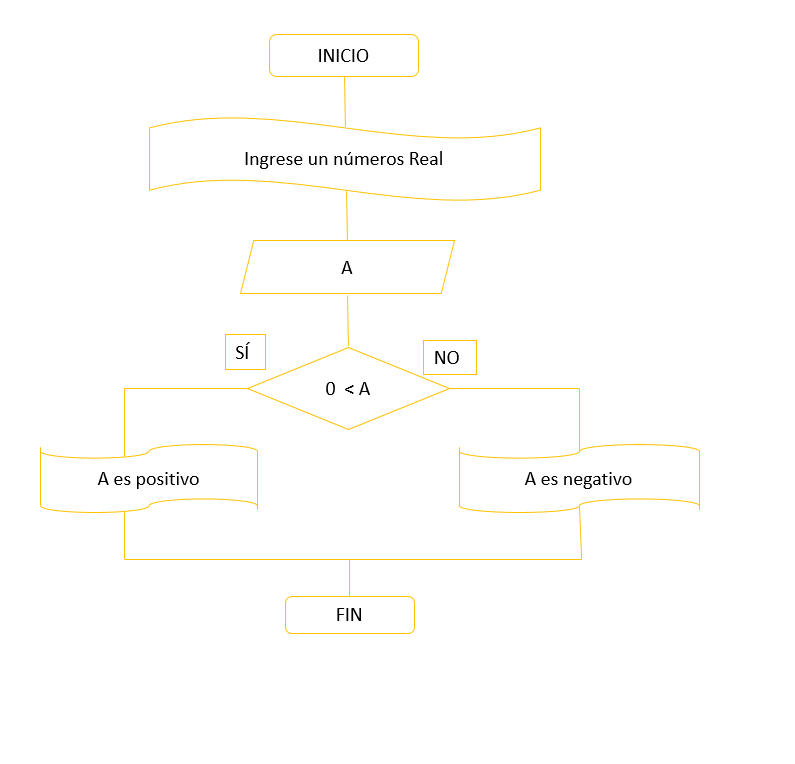 INICIO
Ingrese un números Real
A
SÍ
NO
0 < A
A es positivo
A es negativo
FIN